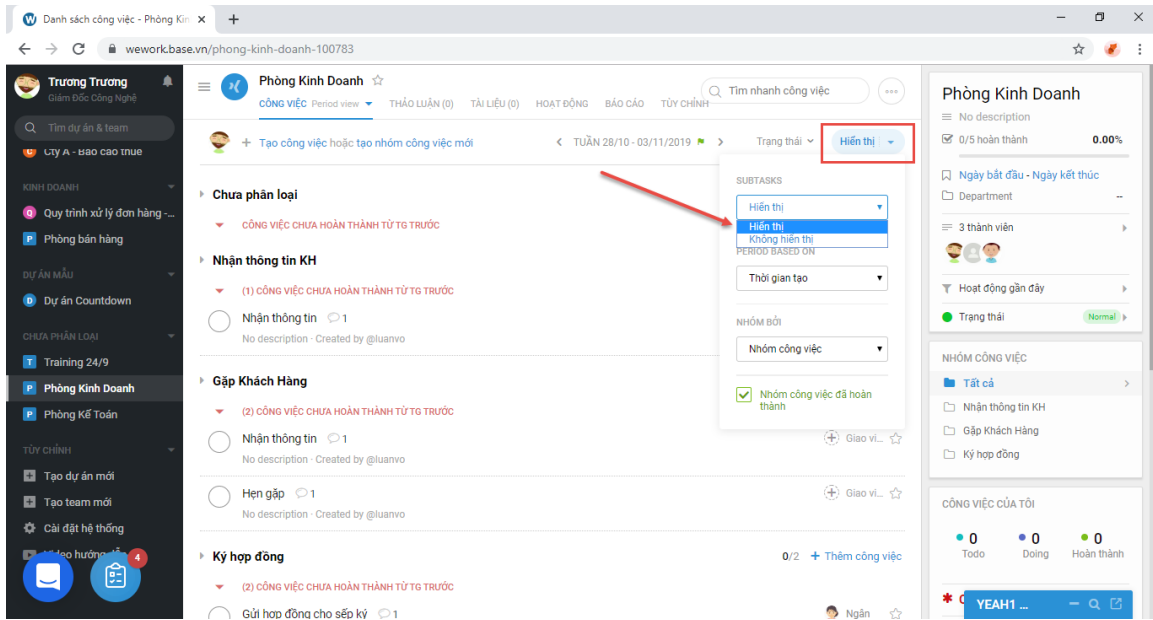 Danh sách công việc - Phòng Kin
wework.base.vn/phong-kinh-doanh-100783
Trương Trương
Giám Đốc Công Nghệ
Tìm dự án & team
Cty A - Báo cáo thuế
KINH DOANH
Quy trình xử lý đơn hàng -...
Phòng bán hàng
DỰ ÁN MẪU
Dự án Countdown
CHƯA PHÂN LOẠI
Training 24/9
Phòng Kinh Doanh
Phòng Kế Toán
TÙY CHỈNH
Tạo dự án mới
Tạo team mới
Cài đặt hệ thống
4
Phòng Kinh Doanh
CÔNG VIỆC Period view THẢO LUẬN (0) TÀI LIỆU (0) HOẠT ĐỘNG BÁO CÁO TÙY CHỈNH
Tìm nhanh công việc
Tạo công việc hoặc tạo nhóm công việc mới
TUẦN 28/10 - 03/11/2019
Trạng thái
Hiển thị
SUBTASKS
Hiển thị
Hiển thị
Không hiển thị
PERIOD BASED ON
Thời gian tạo
NHÓM BỞI
Nhóm công việc
Nhóm công việc đã hoàn
thành
Chưa phân loại
CÔNG VIỆC CHƯA HOÀN THÀNH TỪ TG TRƯỚC
Nhận thông tin KH
(1) CÔNG VIỆC CHƯA HOÀN THÀNH TỪ TG TRƯỚC
Nhận thông tin 1
No description · Created by @luanvo
Gặp Khách Hàng
(2) CÔNG VIỆC CHƯA HOÀN THÀNH TỪ TG TRƯỚC
Nhận thông tin 1 Giao vi...
No description · Created by @luanvo
Hẹn gặp 1 Giao vi...
No description · Created by @luanvo
Ký hợp đồng 0/2 + Thêm công việc
(2) CÔNG VIỆC CHƯA HOÀN THÀNH TỪ TG TRƯỚC
Gửi hợp đồng cho sếp ký 1 Ngân
Phòng Kinh Doanh
No description
0/5 hoàn thành 0.00%
Ngày bắt đầu - Ngày kết thúc
Department --
3 thành viên
Hoạt động gần đây
Trạng thái Normal
NHÓM CÔNG VIỆC
Tất cả
Nhận thông tin KH
Gặp Khách Hàng
Ký hợp đồng
CÔNG VIỆC CỦA TÔI
0 0 0
Todo Doing Hoàn thành
YEAH1 ...